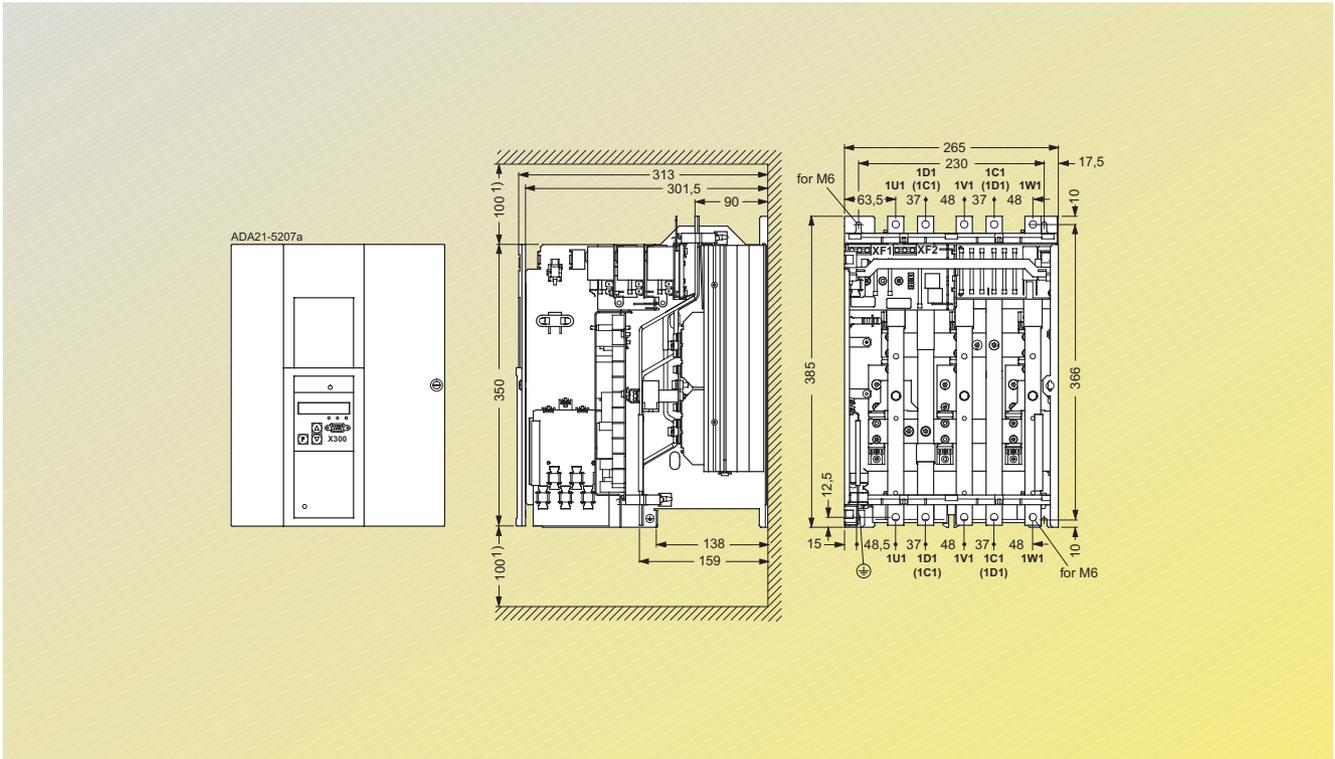 ADA21-5207a
P
X300
313
301,5
90
100 1)
350
100 1)
138
159
265
230
17,5
for M6
1D1
1C1
1U1
(1C1)
1V1
(1D1)
1W1
63,5
37
48
37
48
10
XF1
XF2
385
366
12,5
15
48,5
37
48
37
48
10
1U1
1D1
1V1
1C1
1W1
(1C1)
(1D1)
for M6